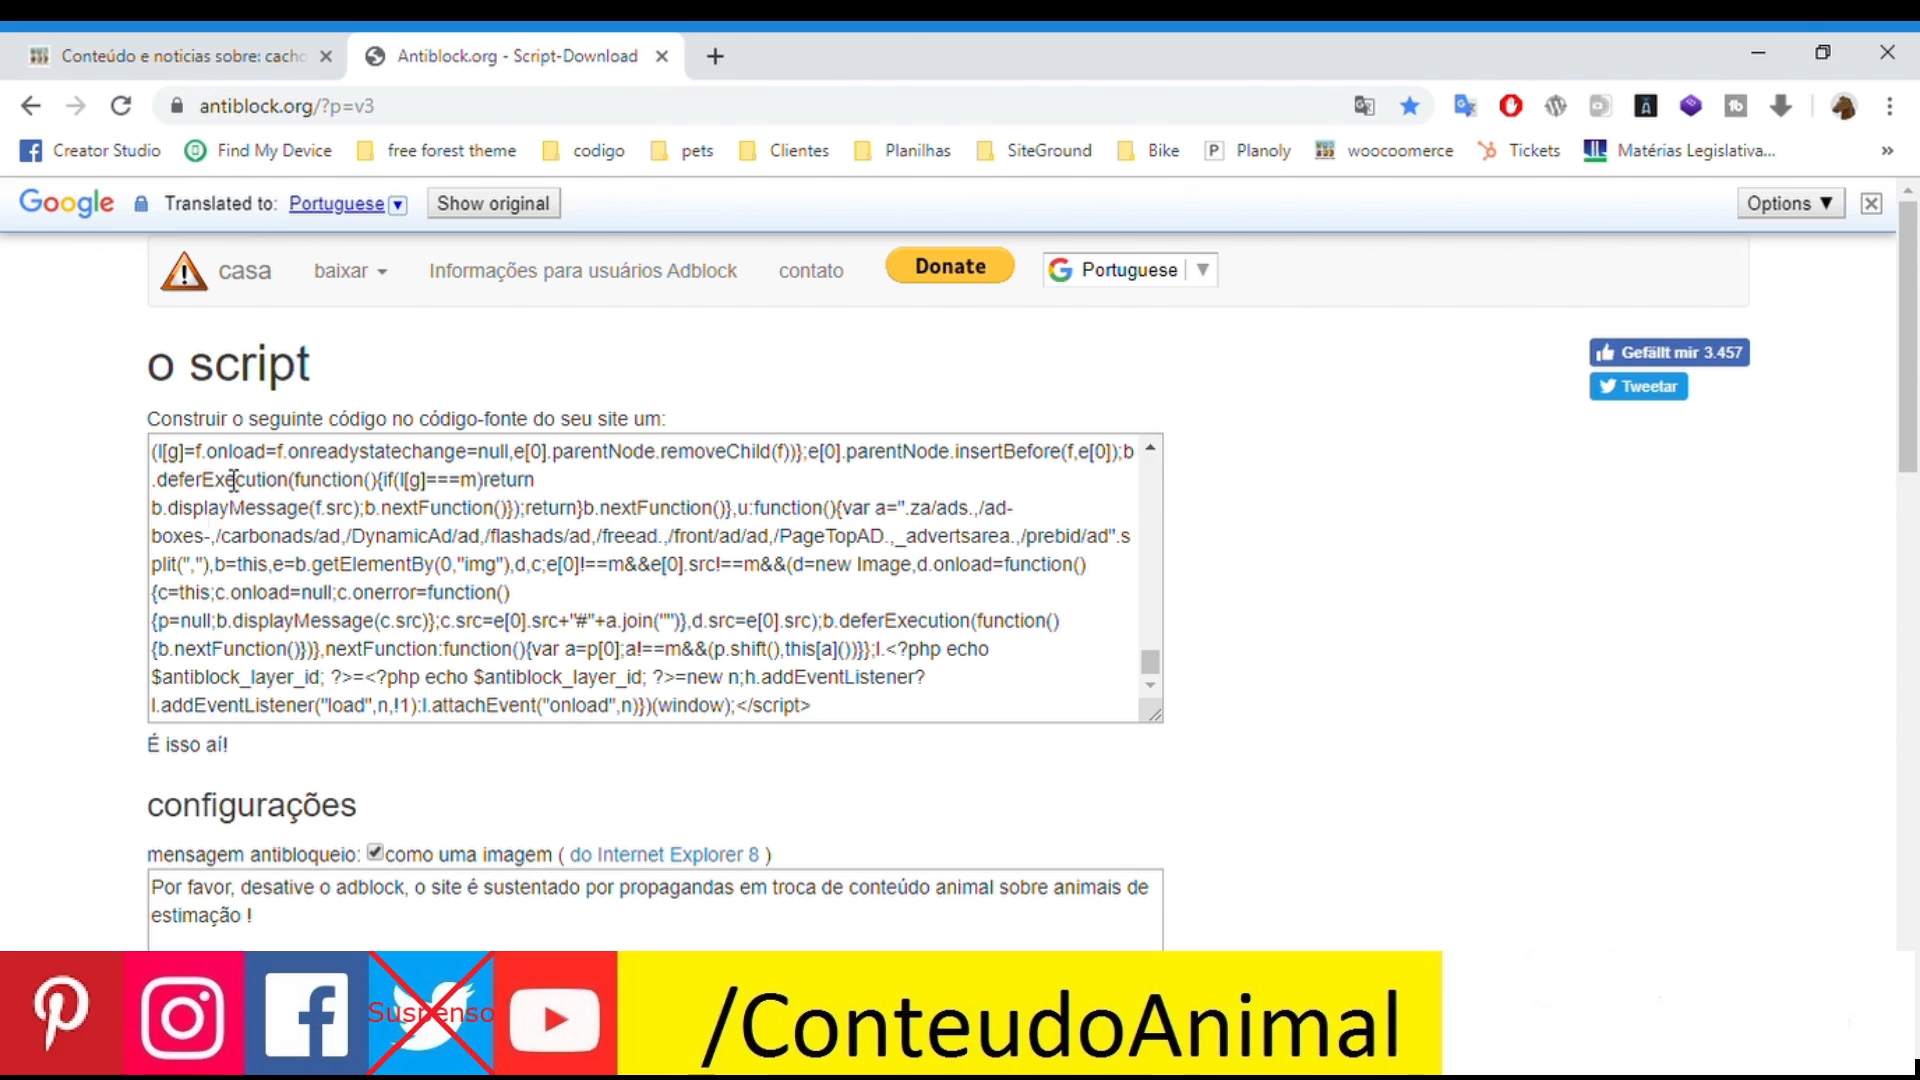 Conteúdo e noticias sobre: cacho
Antiblock.org - Script-Download
antiblock.org/?p=v3
Creator Studio
Find My Device
free forest theme
codigo
pets
Clientes
Planilhas
SiteGround
Bike
Planoly
woocoomerce
Tickets
Matérias Legislativa...
»
Google
Translated to: Portuguese
Show original
Options ▼
casa
baixar
Informações para usuários Adblock
contato
Donate
Portuguese
o script
Gefällt mir 3.457
Tweetar
Construir o seguinte código no código-fonte do seu site um:
(l[g]=f.onload=f.onreadystatechange=null,e[0].parentNode.removeChild(f))};e[0].parentNode.insertBefore(f,e[0]);b
.deferExecution(function(){if(l[g]===m)return
b.displayMessage(f.src);b.nextFunction()});return}b.nextFunction()},u:function(){var a=".za/ads.,/ad-
boxes-,/carbonads/ad,/DynamicAd/ad,/flashads/ad,/freead.,/front/ad/ad,/PageTopAD.,_advertsarea.,/prebid/ad".s
plit(","),b=this,e=b.getElementBy(0,"img"),d,c;e[0]!==m&&e[0].src!==m&&(d=new Image,d.onload=function()
{c=this;c.onload=null;c.onerror=function()
{p=null;b.displayMessage(c.src)};c.src=e[0].src+"#"+a.join("")},d.src=e[0].src);b.deferExecution(function()
{b.nextFunction()})},nextFunction:function(){var a=p[0];a!==m&&(p.shift(),this[a]())}};l.<?php echo
$antiblock_layer_id; ?>=<?php echo $antiblock_layer_id; ?>=new n;h.addEventListener?
l.addEventListener("load",n,!1):l.attachEvent("onload",n)})(window);</script>
É isso aí!
configurações
mensagem antibloqueio: como uma imagem ( do Internet Explorer 8 )
Por favor, desative o adblock, o site é sustentado por propagandas em troca de conteúdo animal sobre animais de
estimação !
Suspenso
/ConteudoAnimal